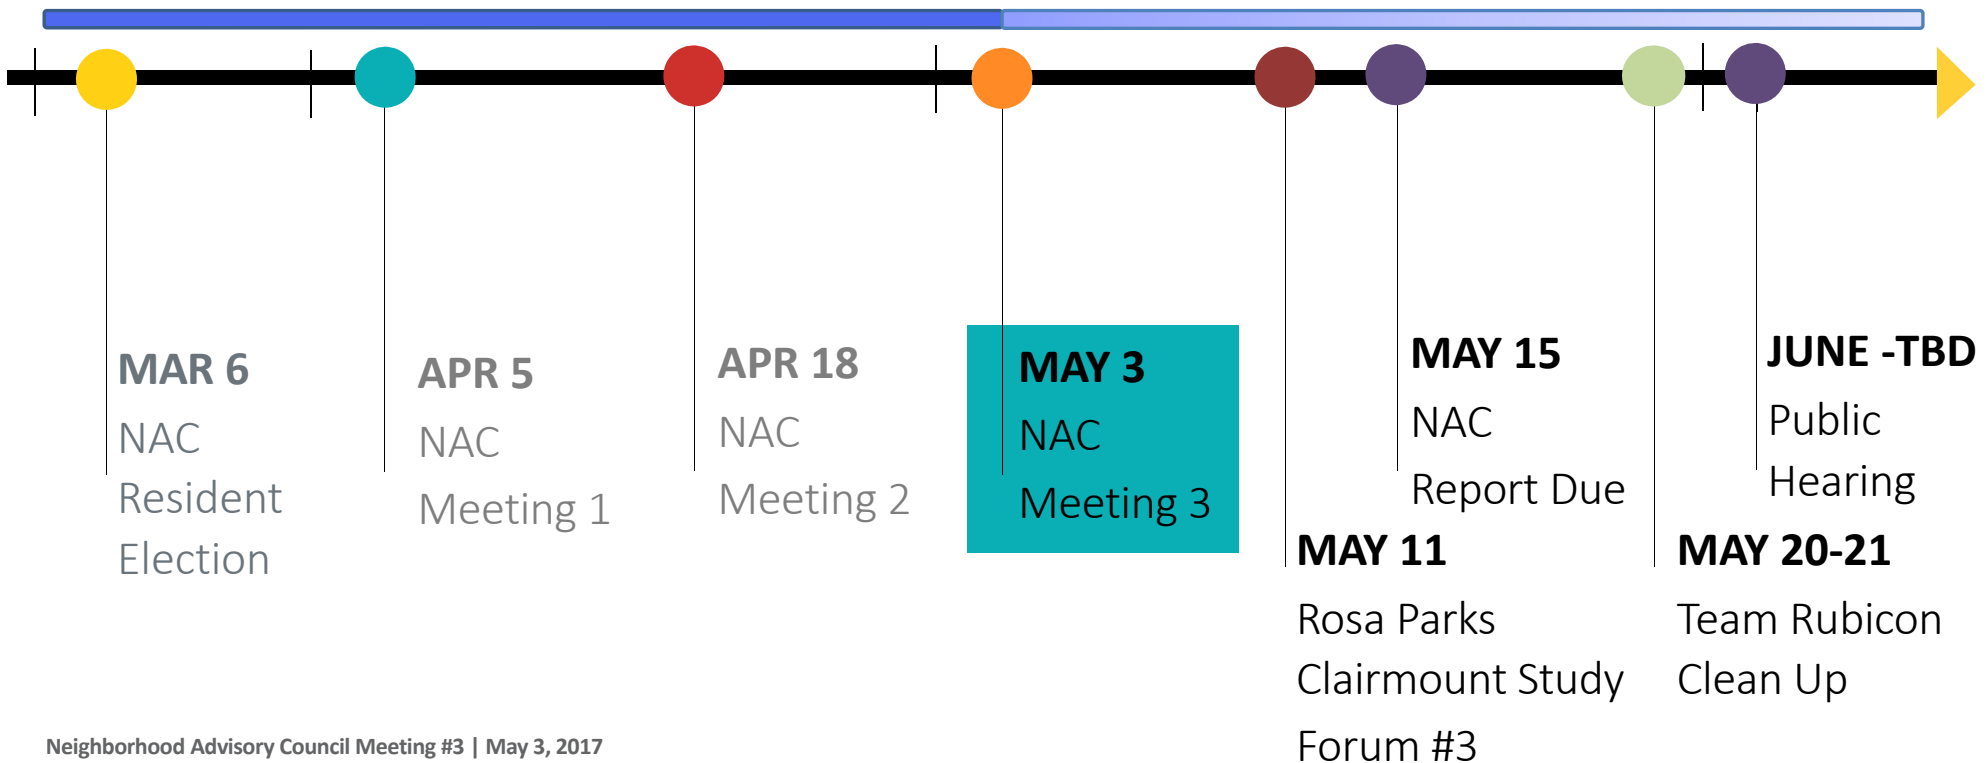 MAR 6
NAC
Resident
Election
APR 5
NAC
Meeting 1
APR 18
NAC
Meeting 2
MAY 3
NAC
Meeting 3
MAY 11
Rosa Parks
Clairmount Study
Forum #3
MAY 15
NAC
Report Due
MAY 20-21
Team Rubicon
Clean Up
JUNE -TBD
Public
Hearing
Neighborhood Advisory Council Meeting #3 | May 3, 2017